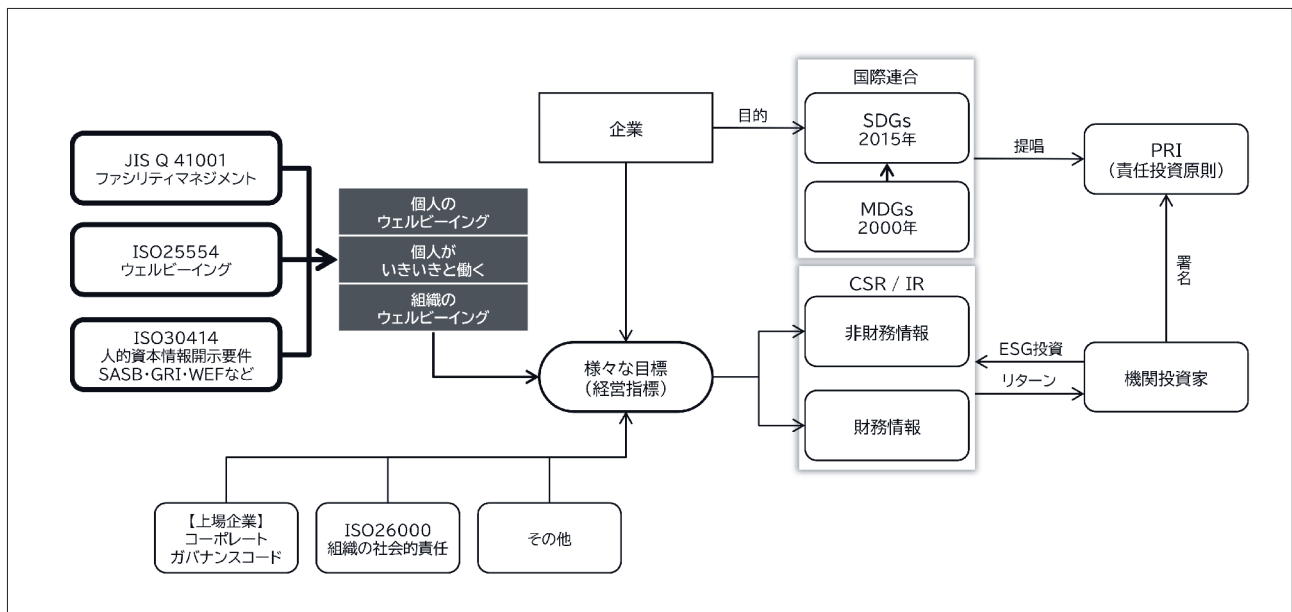 JIS Q 41001
ファシリティマネジメント
ISO25554
ウェルビーイング
ISO30414
人的資本情報開示要件
SASB・GRI・WEFなど
個人の
ウェルビーイング
個人が
いきいきと働く
組織の
ウェルビーイング
企業
目的
国際連合
SDGs
2015年
MDGs
2000年
提唱
PRI
（責任投資原則）
署名
様々な目標
（経営指標）
CSR / IR
非財務情報
財務情報
ESG投資
リターン
機関投資家
【上場企業】
コーポレート
ガバナンスコード
ISO26000
組織の社会的責任
その他